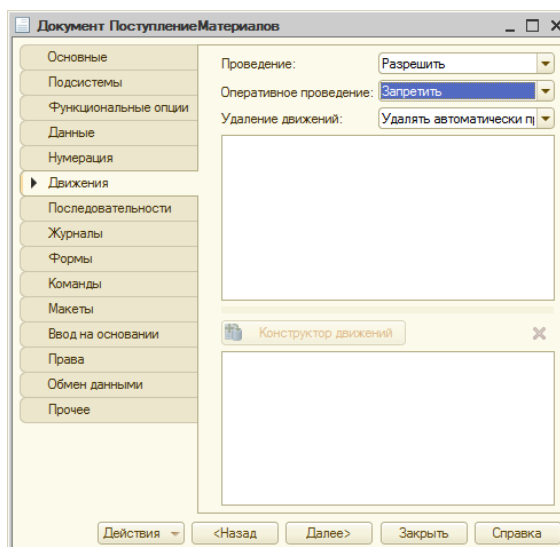 Документ ПоступлениеМатериалов
Основные
Подсистемы
Функциональные опции
Данные
Нумерация
Движения
Последовательности
Журналы
Формы
Команды
Макеты
Ввод на основании
Права
Обмен данными
Прочее
Проведение: Разрешить
Оперативное проведение: Запретить
Удаление движений: Удалять автоматически п
Конструктор движений
Действия <Назад Далее> Закрыть Справка